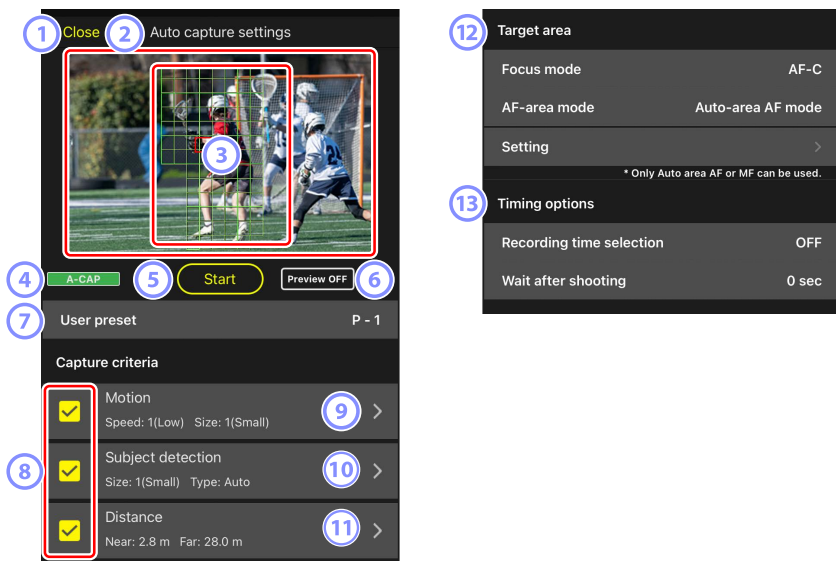 1 Close 2 Auto capture settings
3
4 A-CAP 5 Start Preview OFF 6
7 User preset P - 1
Capture criteria
8
Motion
Speed: 1(Low) Size: 1(Small) 9
Subject detection
Size: 1(Small) Type: Auto 10
Distance
Near: 2.8 m Far: 28.0 m 11
12 Target area
Focus mode AF-C
AF-area mode Auto-area AF mode
Setting
* Only Auto area AF or MF can be used.
13 Timing options
Recording time selection OFF
Wait after shooting 0 sec